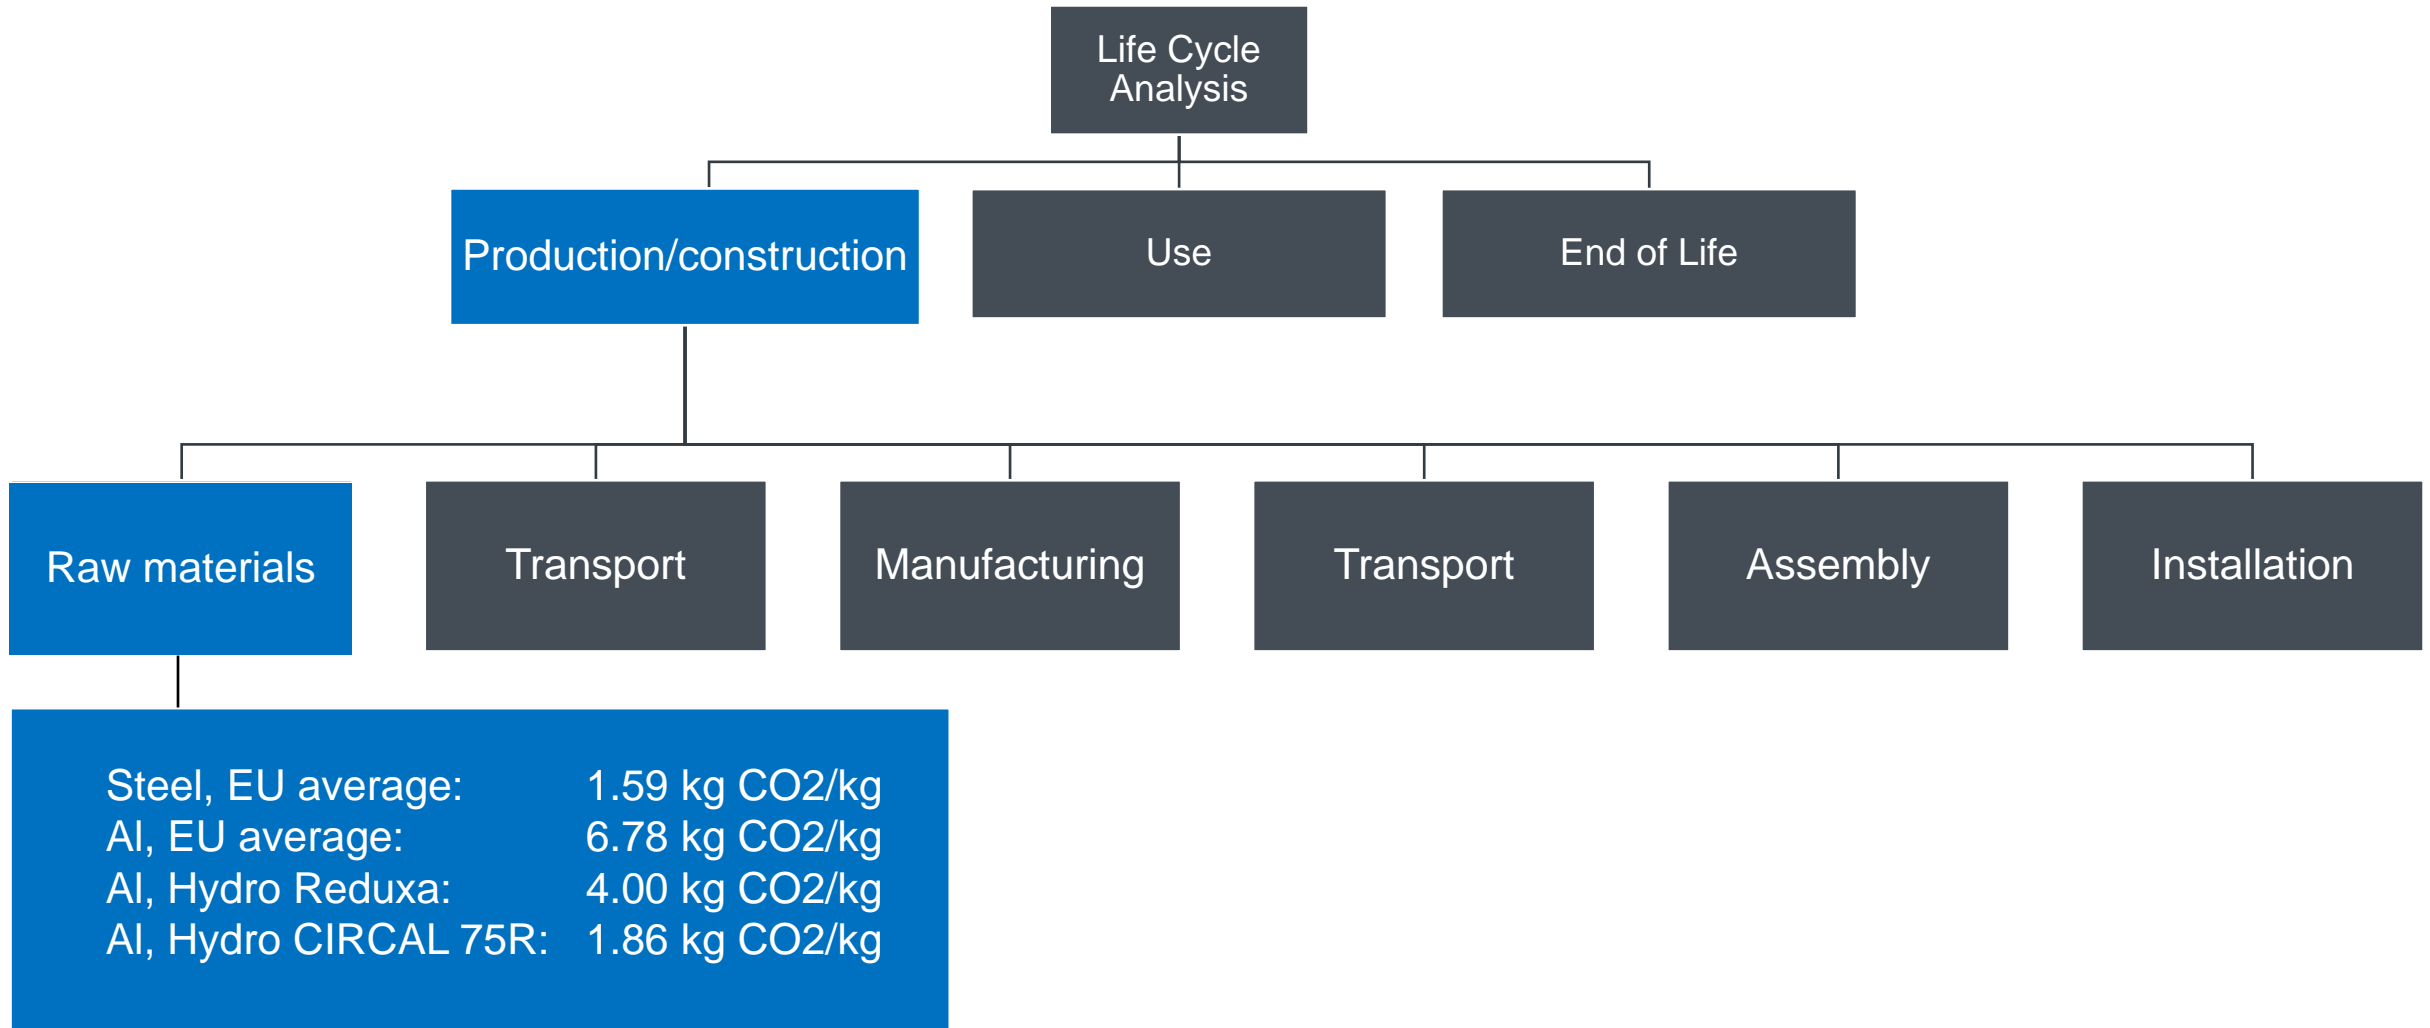 Life Cycle
Analysis
Production/construction
Use
End of Life
Raw materials
Transport
Manufacturing
Transport
Assembly
Installation
Steel, EU average: 1.59 kg CO2/kg
Al, EU average: 6.78 kg CO2/kg
Al, Hydro Reduxa: 4.00 kg CO2/kg
Al, Hydro CIRCAL 75R: 1.86 kg CO2/kg